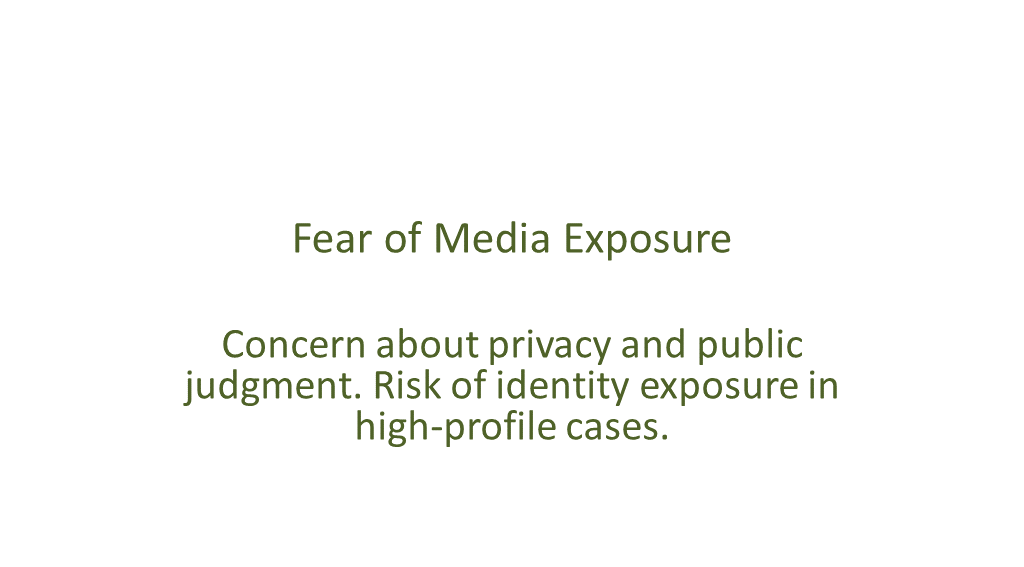 Fear of Media Exposure
Concern about privacy and public
judgment. Risk of identity exposure in
high-profile cases.